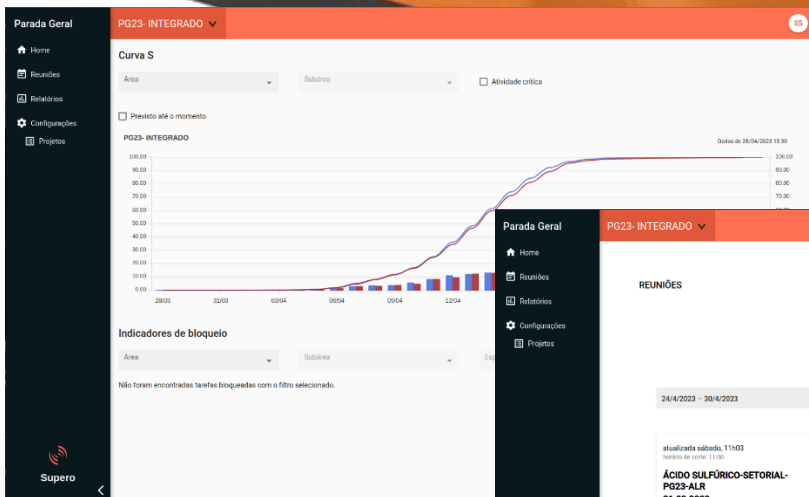 Parada Geral
PG23- INTEGRADO
SS
Home
Reuniões
Relatórios
Configurações
Projetos
Supero
Curva S
Área
Subárea
Atividade crítica
Previsto até o momento
PG23- INTEGRADO
Dados de 28/04/2023 15:30
100.00
90.00
80.00
70.00
60.00
50.00
40.00
30.00
20.00
10.00
0.00
100.00
90.00
80.00
70.00
28/03
31/03
03/04
06/04
09/04
12/04
Indicadores de bloqueio
Área
Subárea
Não foram encontradas tarefas bloqueadas com o filtro selecionado.
Parada Geral
PG23- INTEGRADO
Home
Reuniões
Relatórios
Configurações
Projetos
REUNIÕES
24/4/2023 – 30/4/2023
atualizada sábado, 11h03
horário de corte: 11:00
ÁCIDO SULFÚRICO-SETORIAL-
PG23-ALR